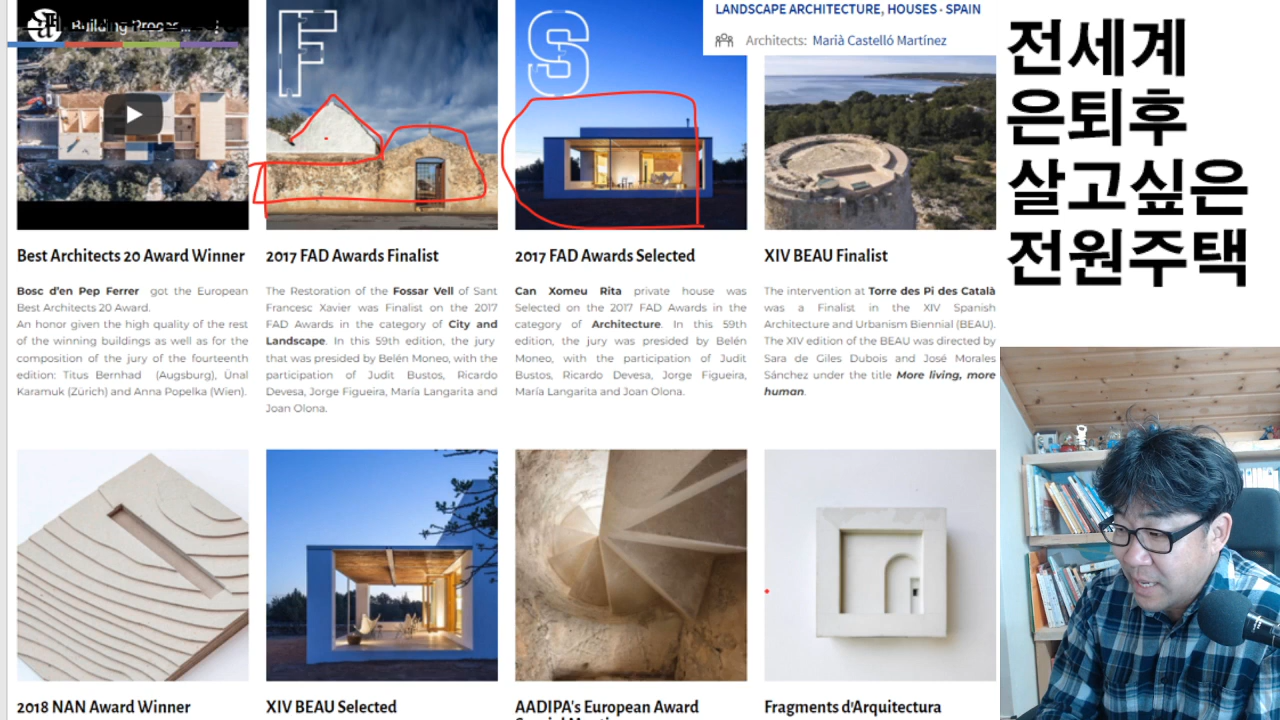 Building Proces...
LANDSCAPE ARCHITECTURE, HOUSES · SPAIN
Architects: Marià Castelló Martínez
전세계
은퇴후
살고싶은
전원주택
F
S
Best Architects 20 Award Winner
Bosc d'en Pep Ferrer got the European
Best Architects 20 Award.
An honor given the high quality of the rest
of the winning buildings as well as for the
composition of the jury of the fourteenth
edition: Titus Bernhad (Augsburg), Ünal
Karamuk (Zürich) and Anna Popelka (Wien).
2017 FAD Awards Finalist
The Restoration of the Fossar Vell of Sant
Francesc Xavier was Finalist on the 2017
FAD Awards in the category of City and
Landscape. In this 59th edition, the jury
that was presided by Belén Moneo, with the
participation of Judit Bustos, Ricardo
Devesa, Jorge Figueira, María Langarita and
Joan Olona.
2017 FAD Awards Selected
Can Xomeu Rita private house was
Selected on the 2017 FAD Awards in the
category of Architecture. In this 59th
edition, the jury was presided by Belén
Moneo, with the participation of Judit
Bustos, Ricardo Devesa, Jorge Figueira,
María Langarita and Joan Olona.
XIV BEAU Finalist
The intervention at Torre des Pi des Català
was a Finalist in the XIV Spanish
Architecture and Urbanism Biennial (BEAU).
The XIV edition of the BEAU was directed by
Sara de Giles Dubois and José Morales
Sánchez under the title More living, more
human.
2018 NAN Award Winner
XIV BEAU Selected
AADIPA's European Award
Fragments d'Arquitectura